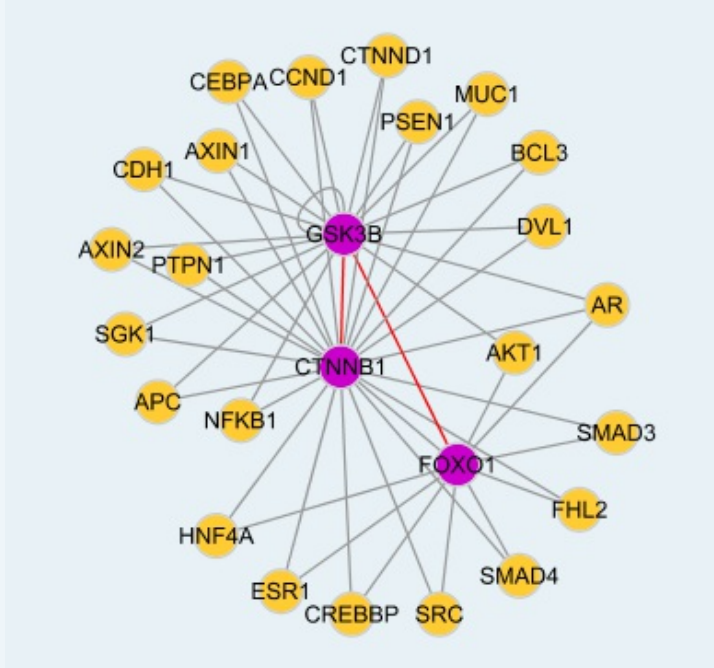 CTNND1
CEBPA
CCND1
MUC1
PSEN1
AXIN1
BCL3
CDH1
DVL1
GSK3B
AXIN2
PTPN1
AR
SGK1
AKT1
CTNNB1
APC
NFKB1
SMAD3
FOXO1
FHL2
HNF4A
SMAD4
ESR1
CREBBP
SRC